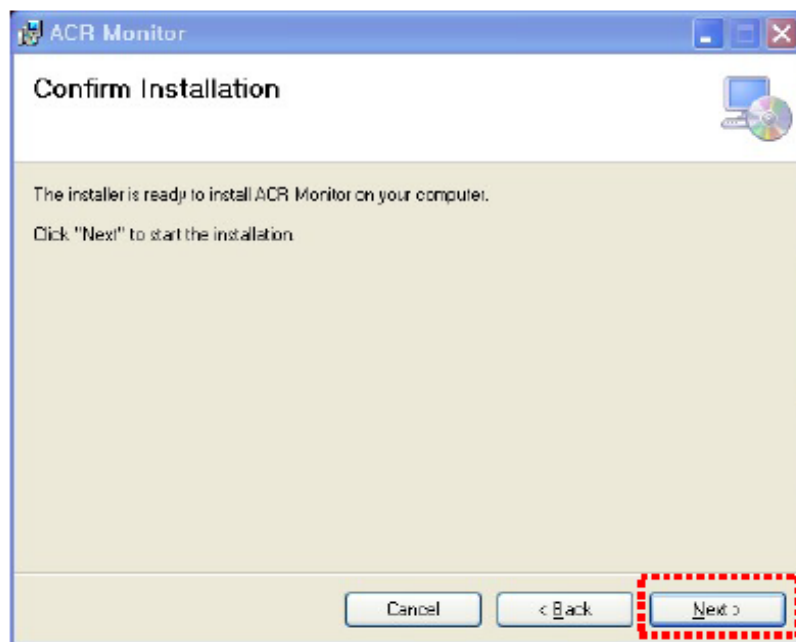 ACR Monitor
Confirm Installation
The installer is ready to install ACR Monitor on your computer.
Click "Next" to start the installation.
Cancel
< Back
Next >